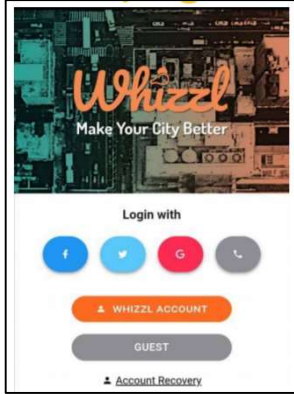 Whizzl
Make Your City Better
Login with
f
G
WHIZZL ACCOUNT
GUEST
Account Recovery